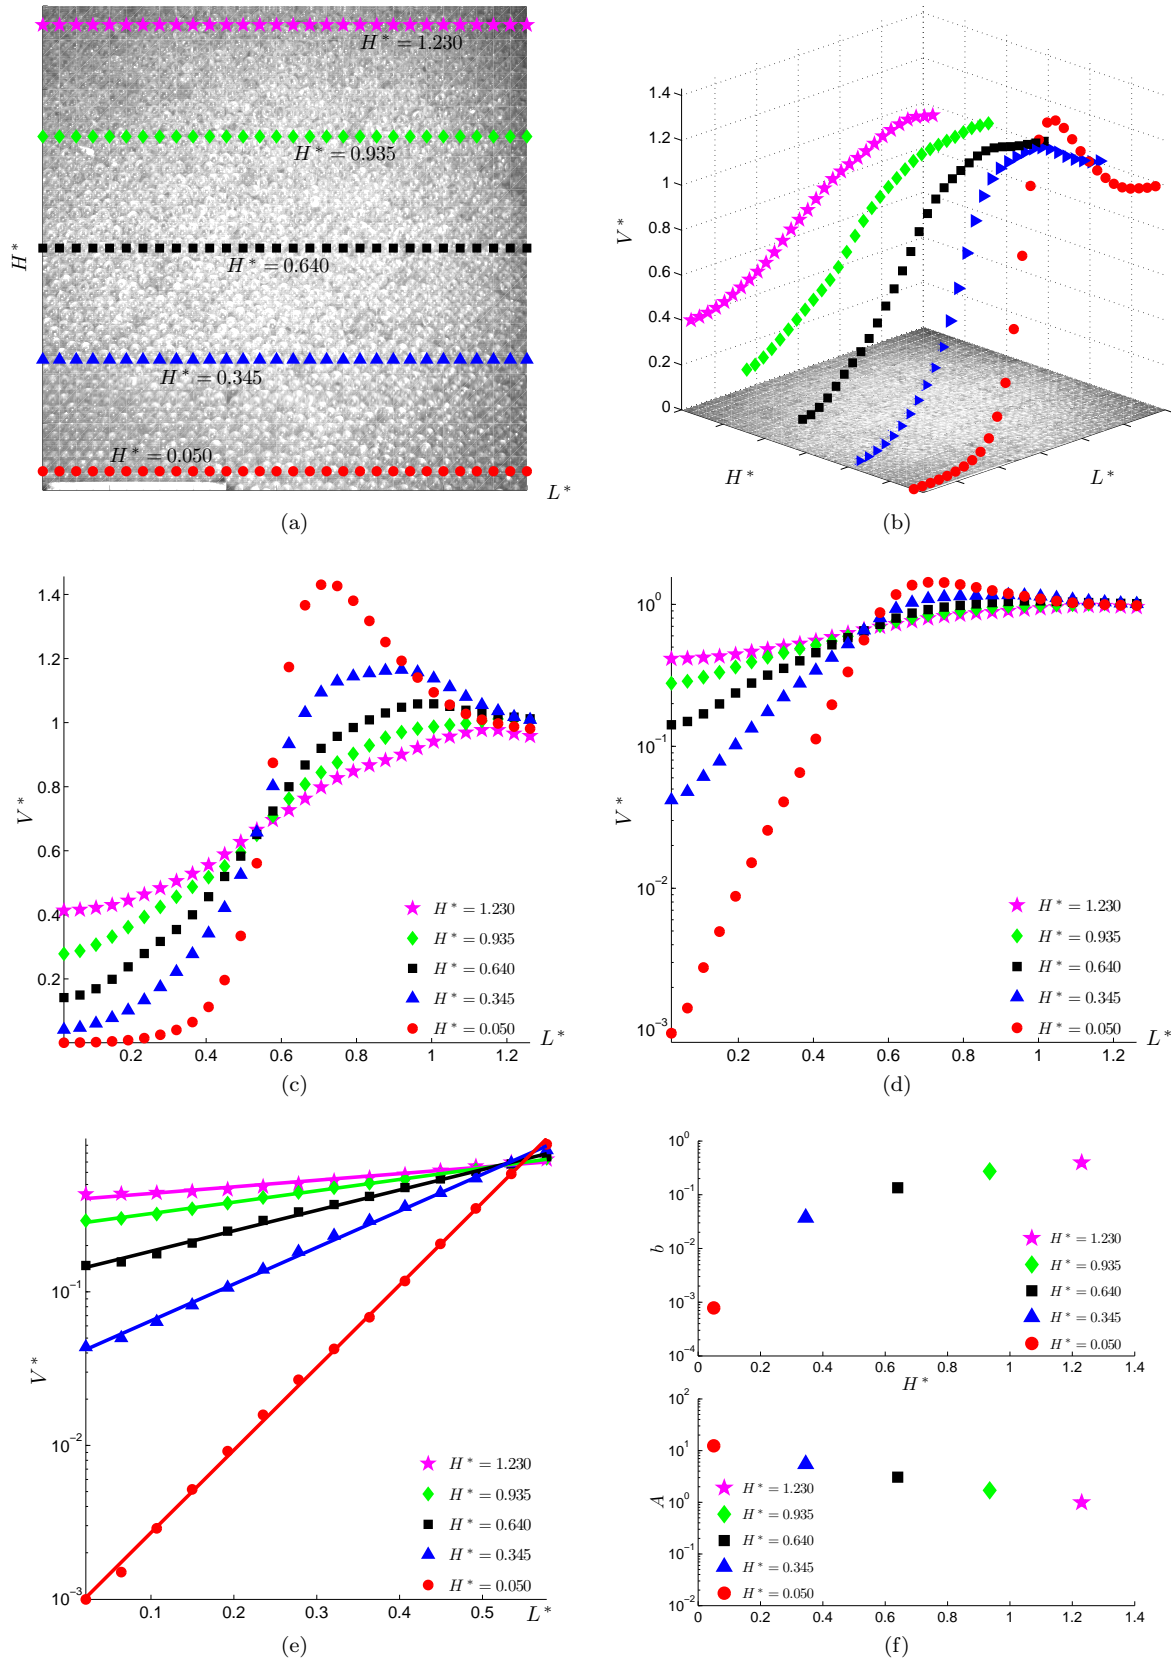 H* = 1.230
H* = 0.935
H* = 0.640
H* = 0.345
H* = 0.050
H*
L*
(a)
1.4
1.2
1
0.8
0.6
0.4
0.2
0
V*
H*
L*
(b)
1.4
1.2
1
0.8
0.6
0.4
0.2
V*
H* = 1.230
H* = 0.935
H* = 0.640
H* = 0.345
H* = 0.050
0.2 0.4 0.6 0.8 1 1.2 L*
(c)
10^0
10^-1
10^-2
10^-3
V*
H* = 1.230
H* = 0.935
H* = 0.640
H* = 0.345
H* = 0.050
0.2 0.4 0.6 0.8 1 1.2 L*
(d)
10^-1
10^-2
10^-3
V*
H* = 1.230
H* = 0.935
H* = 0.640
H* = 0.345
H* = 0.050
0.1 0.2 0.3 0.4 0.5 L*
(e)
10^0
10^-1
10^-2
10^-3
10^-4
b
H* = 1.230
H* = 0.935
H* = 0.640
H* = 0.345
H* = 0.050
0 0.2 0.4 0.6 0.8 1 1.2 1.4
H*
10^2
10^1
10^0
10^-1
10^-2
A
H* = 1.230
H* = 0.935
H* = 0.640
H* = 0.345
H* = 0.050
0 0.2 0.4 0.6 0.8 1 1.2 1.4
(f)